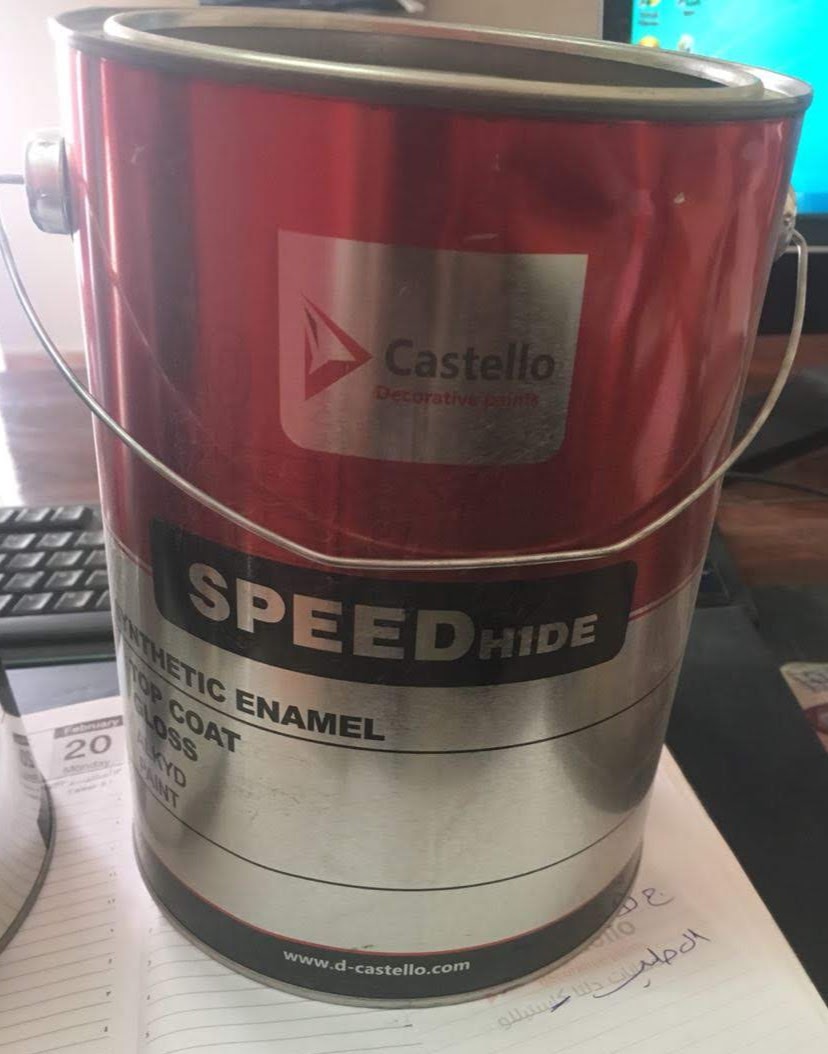 Castello
Decorative paints
SPEEDHIDE
SYNTHETIC ENAMEL
TOP COAT
GLOSS
ALKYD
PAINT
www.d-castello.com
February
20
Monday